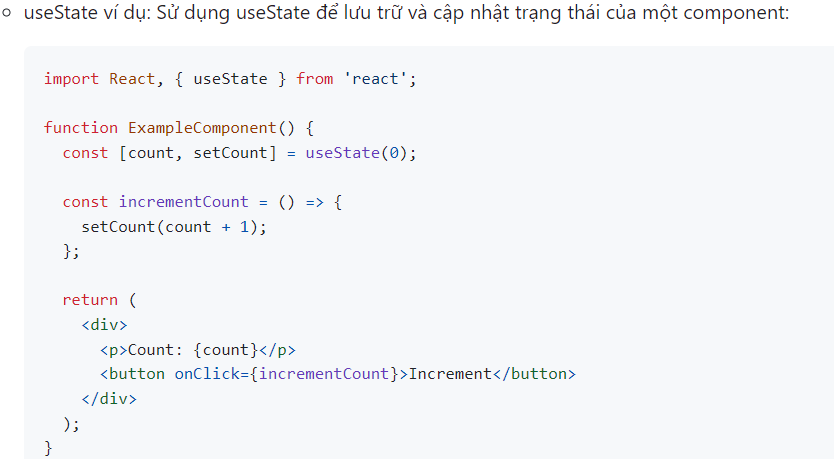 useState ví dụ: Sử dụng useState để lưu trữ và cập nhật trạng thái của một component:
import React, { useState } from 'react';
function ExampleComponent() {
const [count, setCount] = useState(0);
const incrementCount = () => {
setCount(count + 1);
};
return (
<div>
<p>Count: {count}</p>
<button onClick={incrementCount}>Increment</button>
</div>
);
}